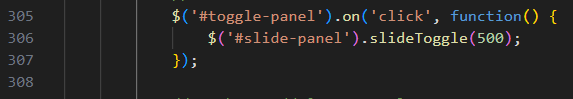 305 $('#toggle-panel').on('click', function() {
306 $('#slide-panel').slideToggle(500);
307 });
308